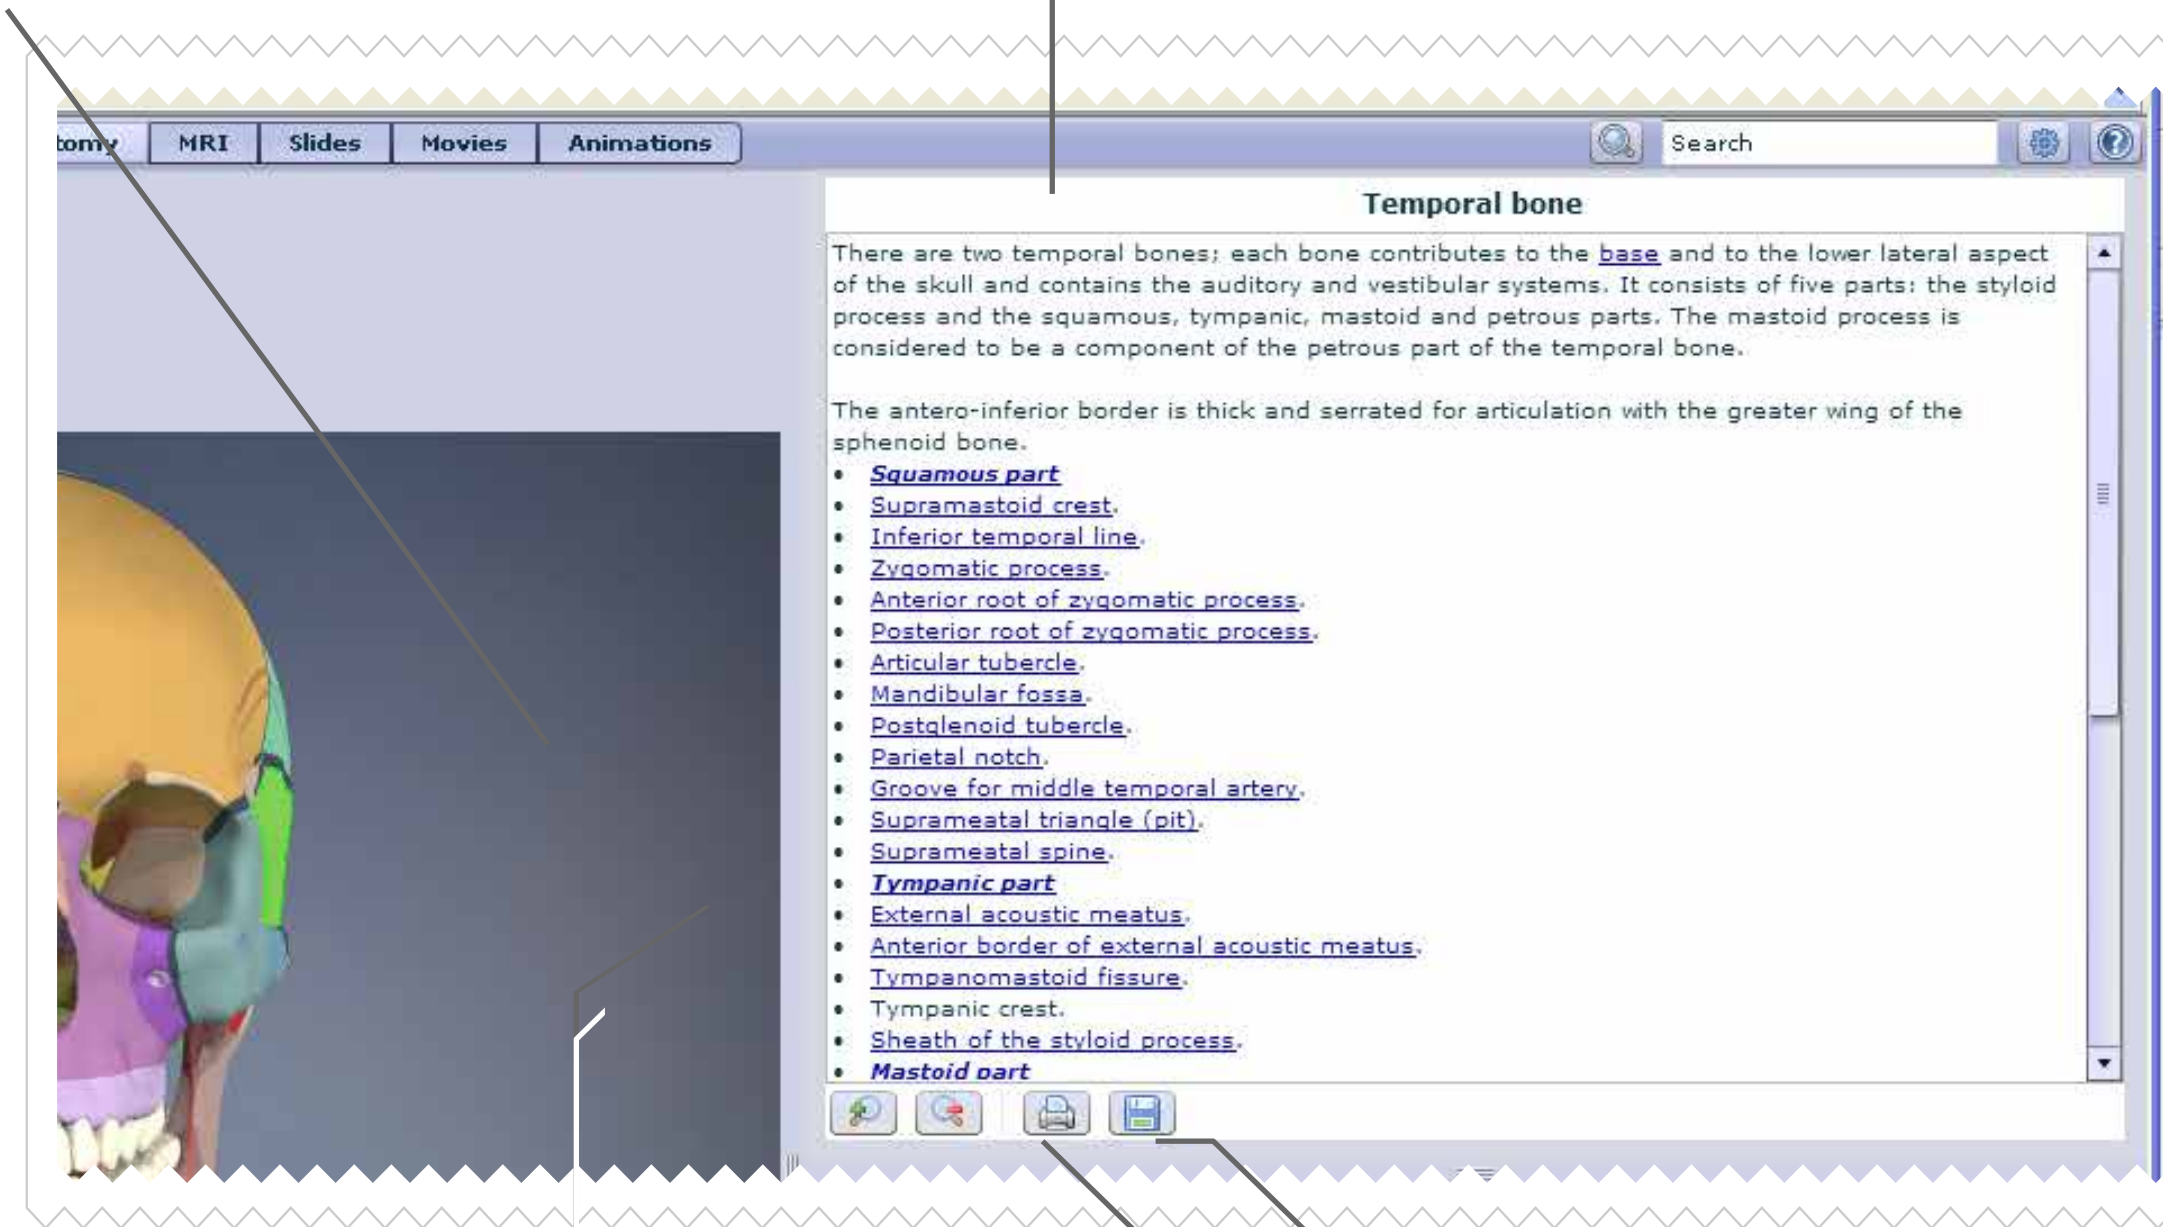 tomy MRI Slides Movies Animations Search
Temporal bone
There are two temporal bones; each bone contributes to the base and to the lower lateral aspect
of the skull and contains the auditory and vestibular systems. It consists of five parts: the styloid
process and the squamous, tympanic, mastoid and petrous parts. The mastoid process is
considered to be a component of the petrous part of the temporal bone.
The antero-inferior border is thick and serrated for articulation with the greater wing of the
sphenoid bone.
• Squamous part
• Supramastoid crest.
• Inferior temporal line.
• Zygomatic process.
• Anterior root of zygomatic process.
• Posterior root of zygomatic process.
• Articular tubercle.
• Mandibular fossa.
• Postglenoid tubercle.
• Parietal notch.
• Groove for middle temporal artery.
• Suprameatal triangle (pit).
• Suprameatal spine.
• Tympanic part
• External acoustic meatus.
• Anterior border of external acoustic meatus.
• Tympanomastoid fissure.
• Tympanic crest.
• Sheath of the styloid process.
• Mastoid part